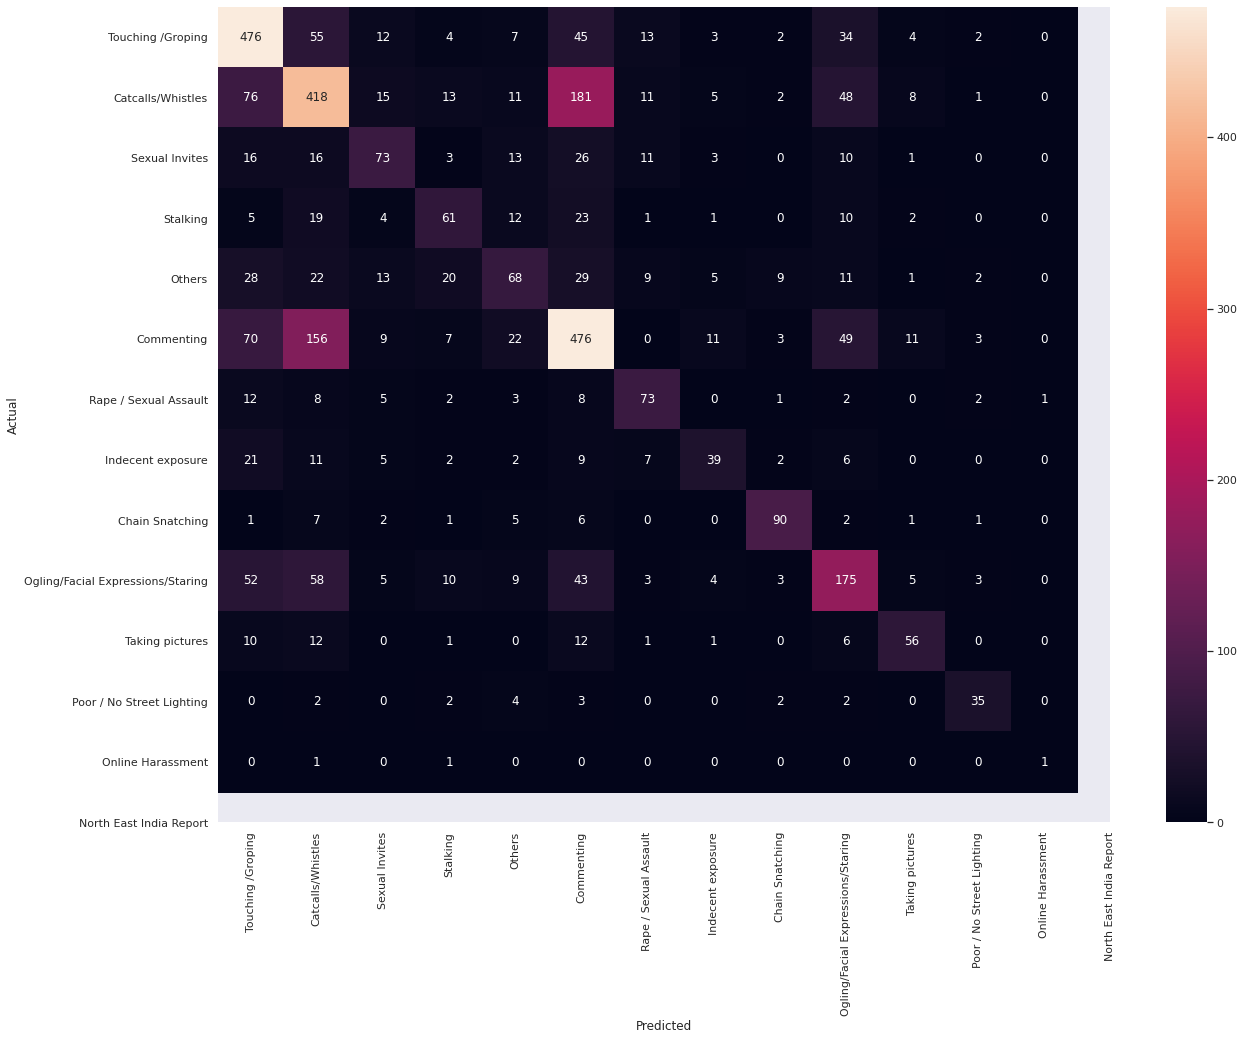 Touching /Groping 476 55 12 4 7 45 13 3 2 34 4 2 0
Catcalls/Whistles 76 418 15 13 11 181 11 5 2 48 8 1 0
Sexual Invites 16 16 73 3 13 26 11 3 0 10 1 0 0
Stalking 5 19 4 61 12 23 1 1 0 10 2 0 0
Others 28 22 13 20 68 29 9 5 9 11 1 2 0
Commenting 70 156 9 7 22 476 0 11 3 49 11 3 0
Rape / Sexual Assault 12 8 5 2 3 8 73 0 1 2 0 2 1
Indecent exposure 21 11 5 2 2 9 7 39 2 6 0 0 0
Chain Snatching 1 7 2 1 5 6 0 0 90 2 1 1 0
Ogling/Facial Expressions/Staring 52 58 5 10 9 43 3 4 3 175 5 3 0
Taking pictures 10 12 0 1 0 12 1 1 0 6 56 0 0
Poor / No Street Lighting 0 2 0 2 4 3 0 0 2 2 0 35 0
Online Harassment 0 1 0 1 0 0 0 0 0 0 0 0 1
North East India Report
Actual
Touching /Groping
Catcalls/Whistles
Sexual Invites
Stalking
Others
Commenting
Rape / Sexual Assault
Indecent exposure
Chain Snatching
Ogling/Facial Expressions/Staring
Taking pictures
Poor / No Street Lighting
Online Harassment
North East India Report
Predicted
400
300
200
100
0